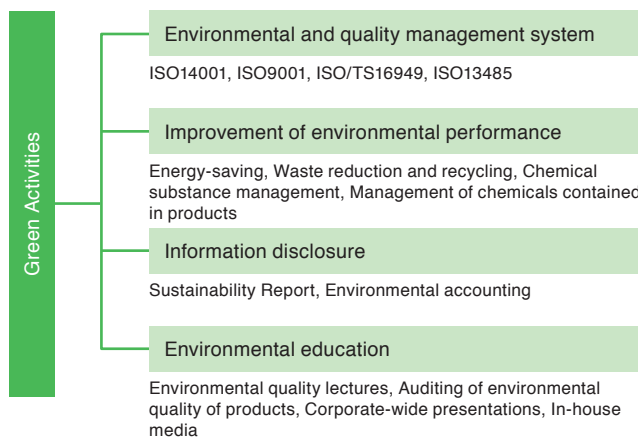 Green Activities
Environmental and quality management system
ISO14001, ISO9001, ISO/TS16949, ISO13485
Improvement of environmental performance
Energy-saving, Waste reduction and recycling, Chemical
substance management, Management of chemicals contained
in products
Information disclosure
Sustainability Report, Environmental accounting
Environmental education
Environmental quality lectures, Auditing of environmental
quality of products, Corporate-wide presentations, In-house
media